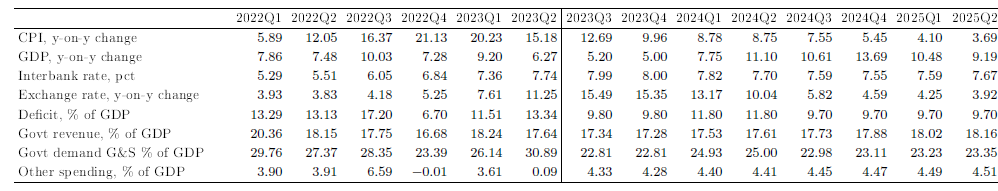 2022Q1 2022Q2 2022Q3 2022Q4 2023Q1 2023Q2 2023Q3 2023Q4 2024Q1 2024Q2 2024Q3 2024Q4 2025Q1 2025Q2
CPI, y-on-y change 5.89 12.05 16.37 21.13 20.23 15.18 12.69 9.96 8.78 8.75 7.55 5.45 4.10 3.69
GDP, y-on-y change 7.86 7.48 10.03 7.28 9.20 6.27 5.20 5.00 7.75 11.10 10.61 13.69 10.48 9.19
Interbank rate, pct 5.29 5.51 6.05 6.84 7.36 7.74 7.99 8.00 7.82 7.70 7.59 7.55 7.59 7.67
Exchange rate, y-on-y change 3.93 3.83 4.18 5.25 7.61 11.25 15.49 15.35 13.17 10.04 5.82 4.59 4.25 3.92
Deficit, % of GDP 13.29 13.13 17.20 6.70 11.51 13.34 9.80 9.80 11.80 11.80 9.70 9.70 9.70 9.70
Govt revenue, % of GDP 20.36 18.15 17.75 16.68 18.24 17.64 17.34 17.28 17.53 17.61 17.73 17.88 18.02 18.16
Govt demand G&S % of GDP 29.76 27.37 28.35 23.39 26.14 30.89 22.81 22.81 24.93 25.00 22.98 23.11 23.23 23.35
Other spending, % of GDP 3.90 3.91 6.59 −0.01 3.61 0.09 4.33 4.28 4.40 4.41 4.45 4.47 4.49 4.51